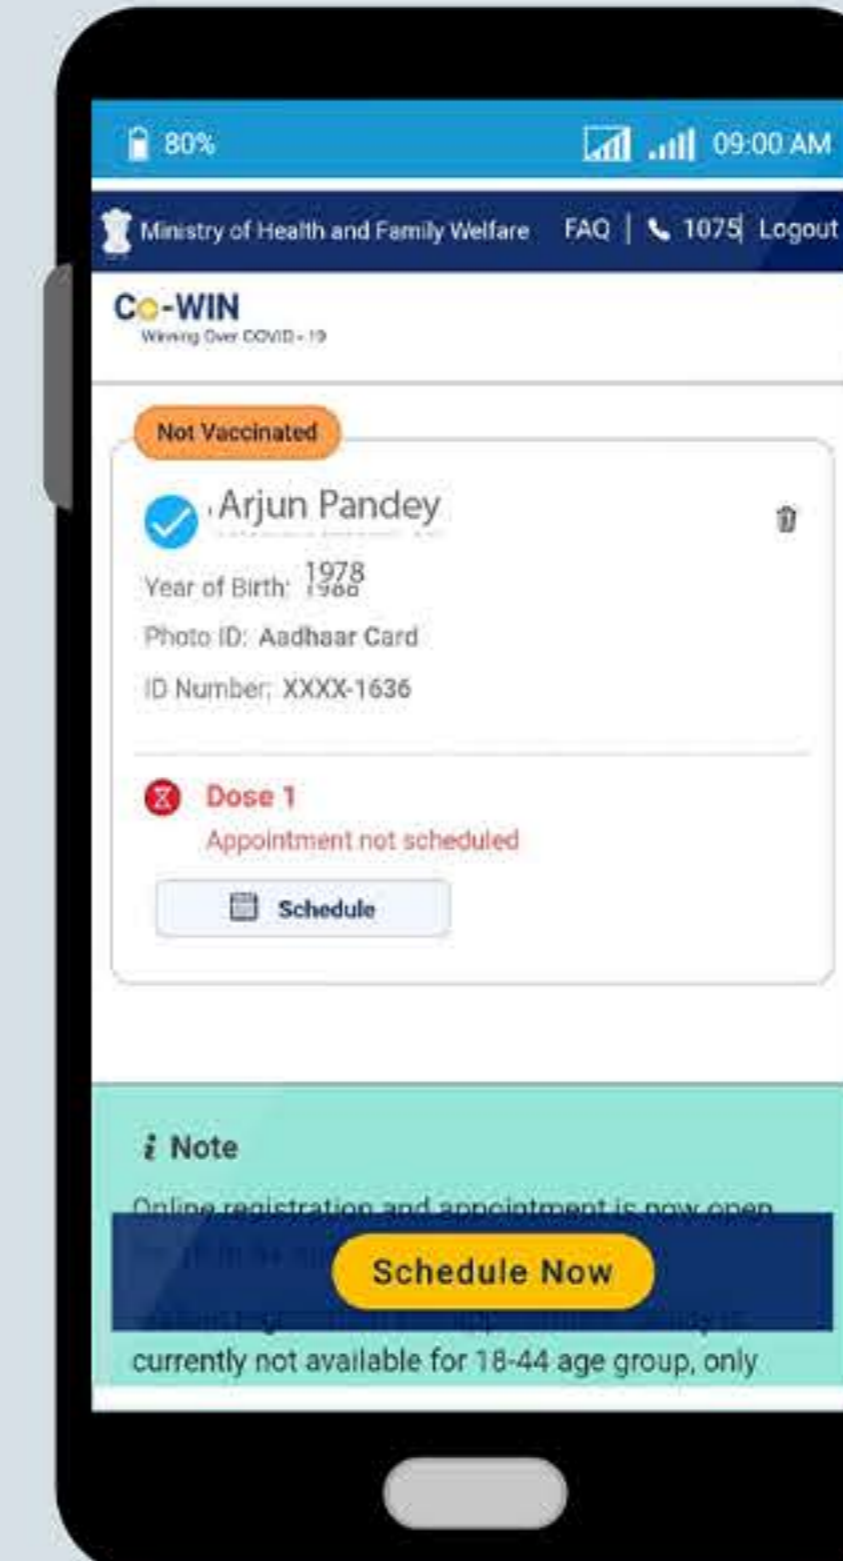 80% 09:00 AM
Ministry of Health and Family Welfare FAQ | 1075| Logout
Co-WIN
Winning Over COVID-19
Not Vaccinated
Arjun Pandey
Year of Birth: 1978
Photo ID: Aadhaar Card
ID Number: XXXX-1636
Dose 1
Appointment not scheduled
Schedule
i Note
Online registration and appointment is now open
Schedule Now
currently not available for 18-44 age group, only